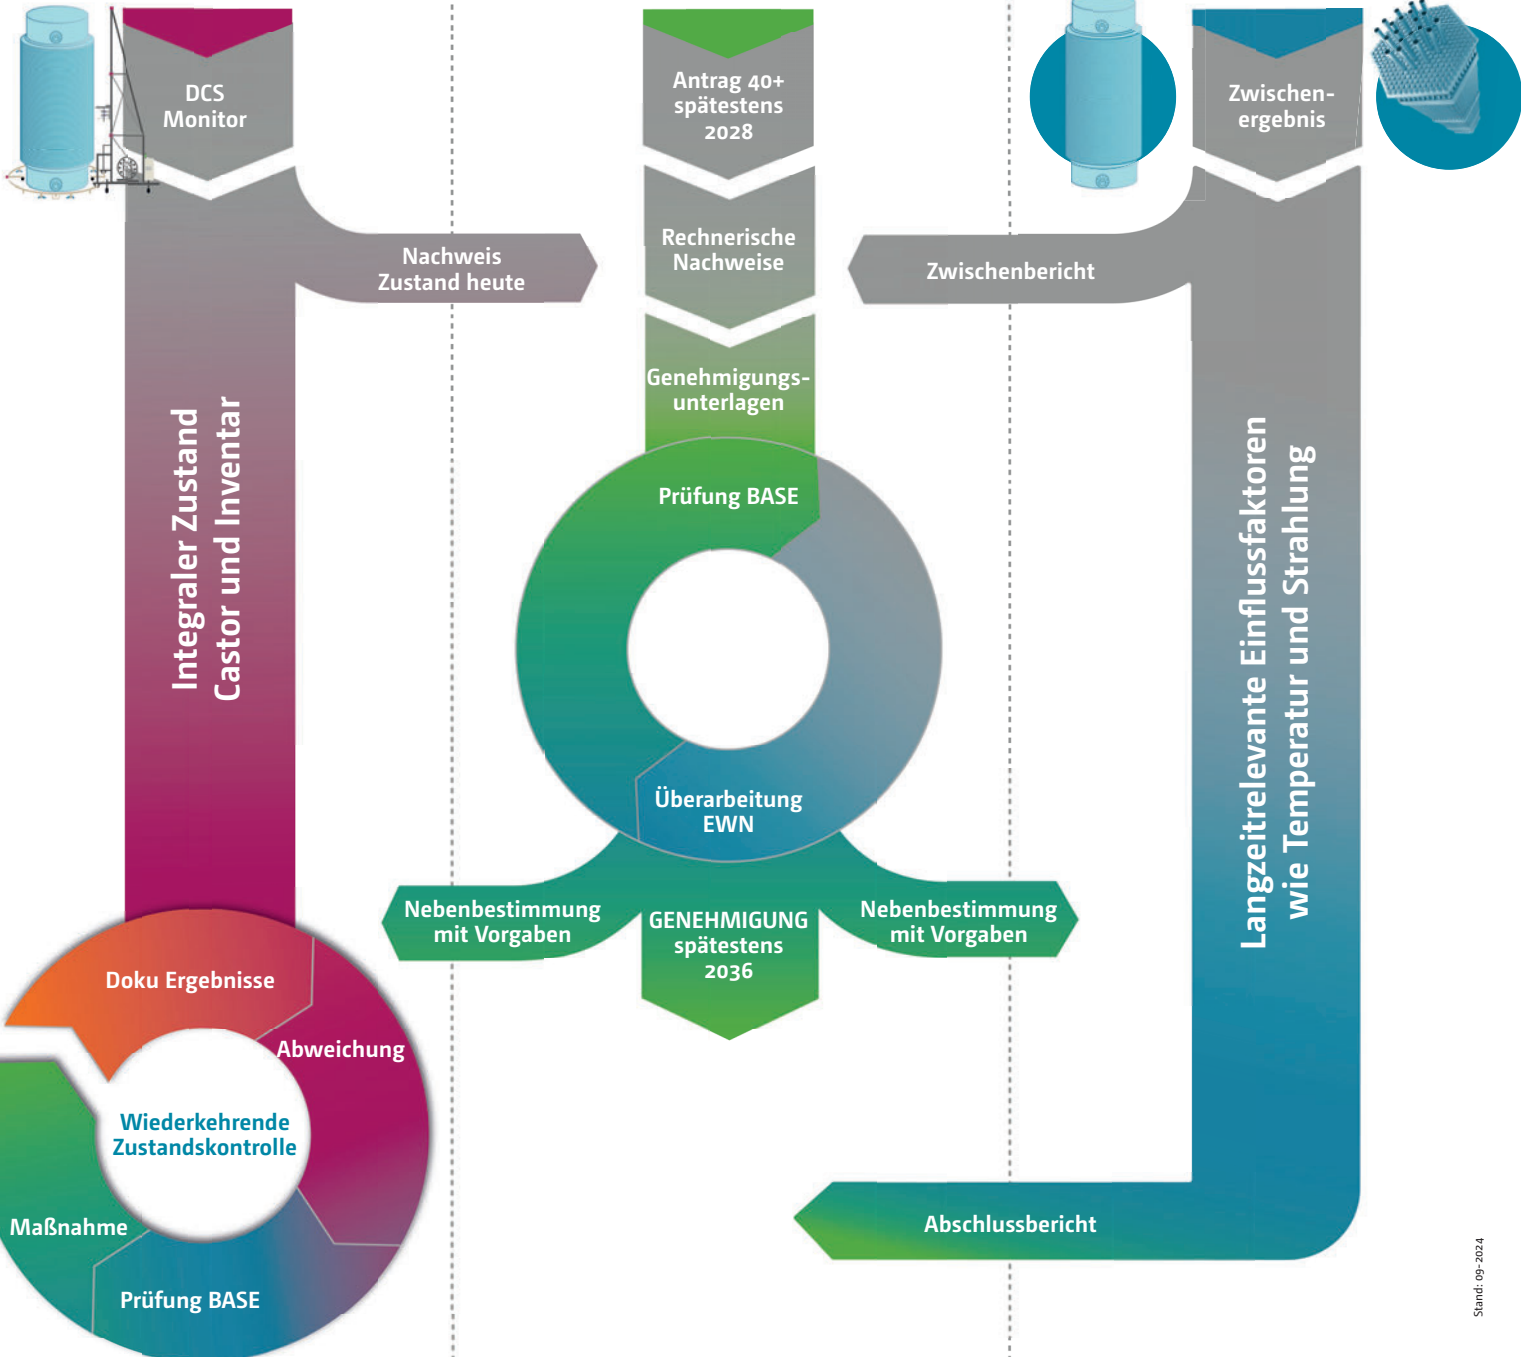 DCS
Monitor
Antrag 40+
spätestens
2028
Zwischen-
ergebnis
Nachweis
Zustand heute
Rechnerische
Nachweise
Zwischenbericht
Genehmigungs-
unterlagen
Integraler Zustand
Castor und Inventar
Prüfung BASE
Langzeitrelevante Einflussfaktoren
wie Temperatur und Strahlung
Überarbeitung
EWN
Nebenbestimmung
mit Vorgaben
GENEHMIGUNG
spätestens
2036
Nebenbestimmung
mit Vorgaben
Doku Ergebnisse
Abweichung
Wiederkehrende
Zustandskontrolle
Maßnahme
Prüfung BASE
Abschlussbericht
Stand: 09-2024